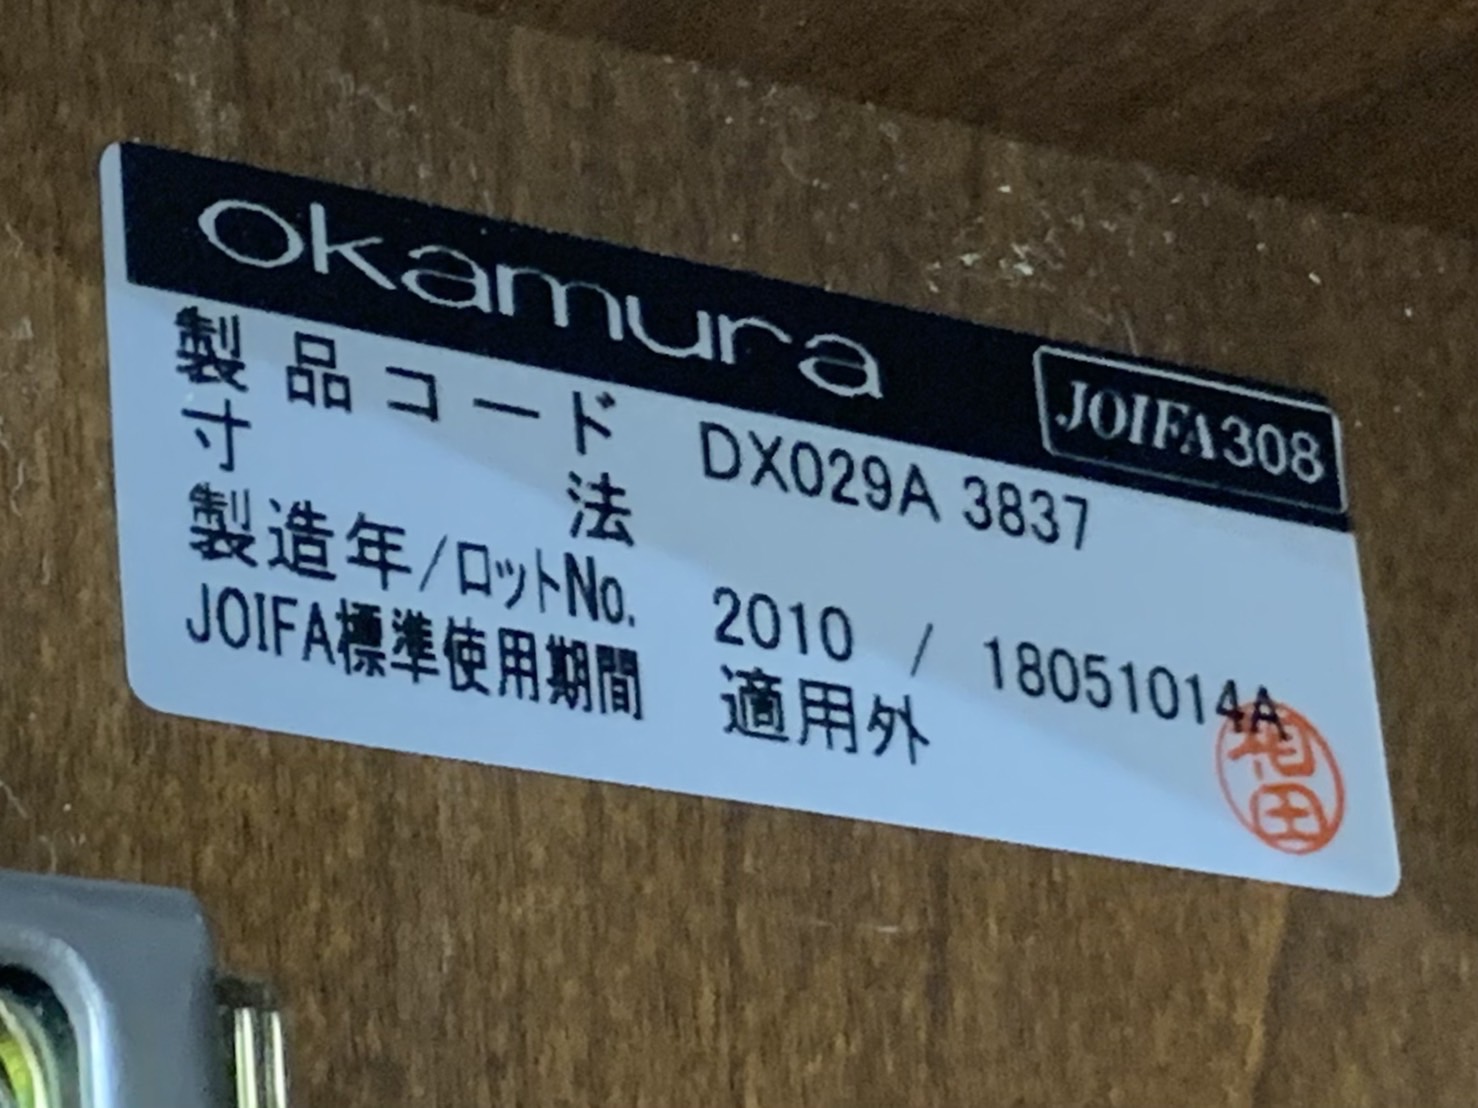 okamura
JOIFA308
製品コード DX029A 3837
寸法
製造年/ロットNo. 2010 / 18051014A
JOIFA標準使用期間 適用外